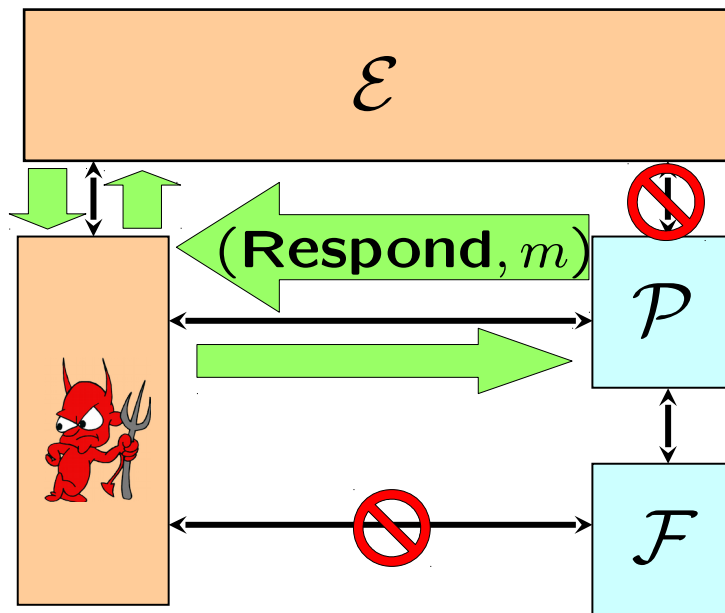 ℰ
(Respond, m)
𝒫
ℱ